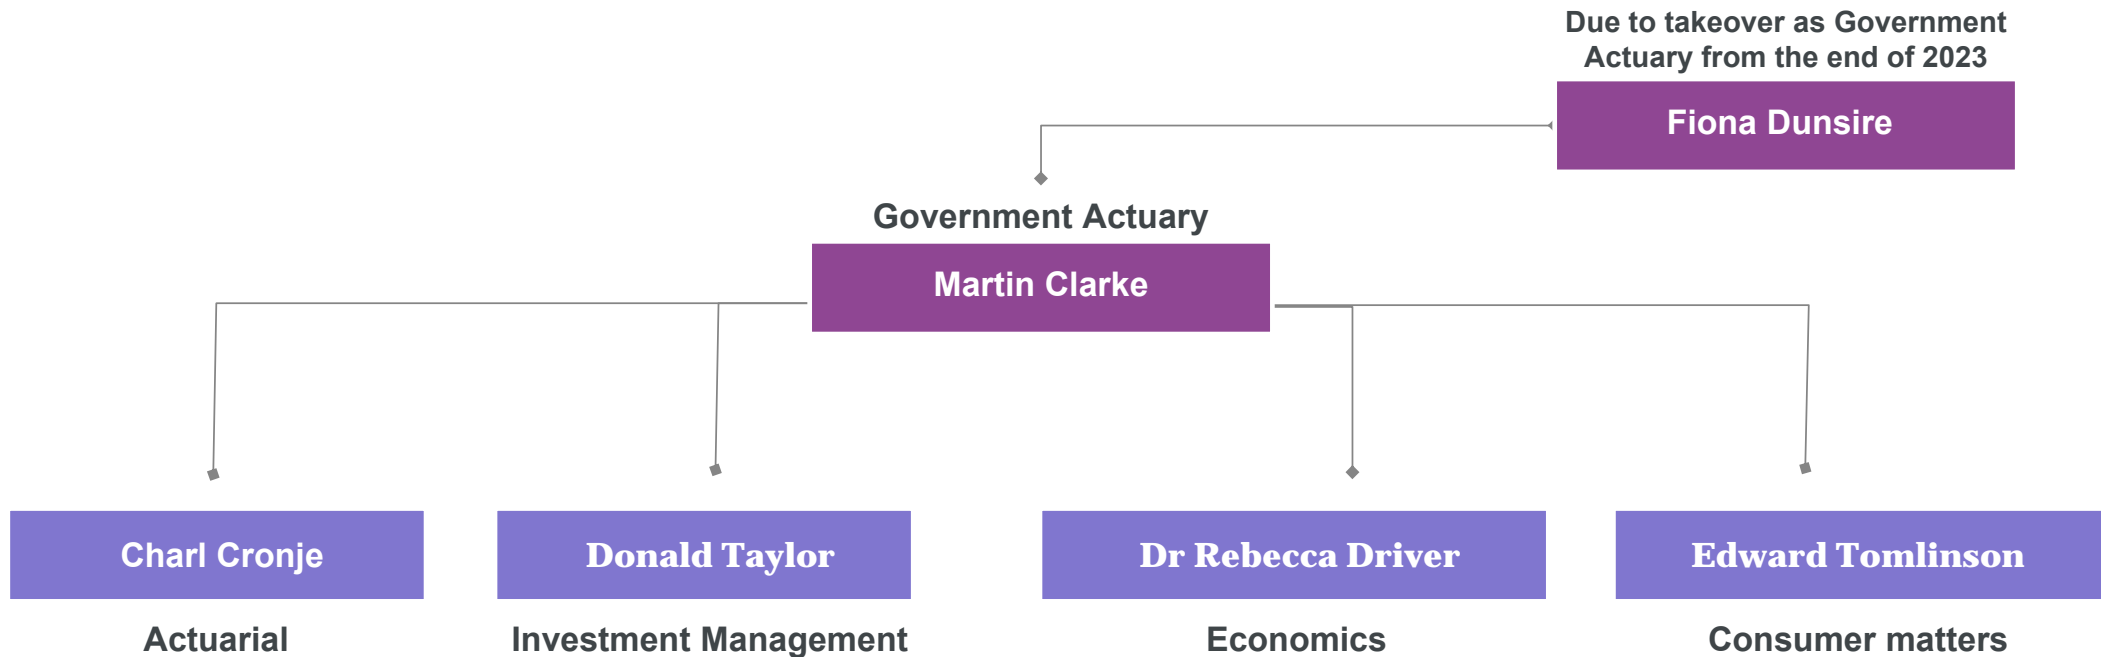 Due to takeover as Government
Actuary from the end of 2023
Fiona Dunsire
Government Actuary
Martin Clarke
Charl Cronje
Donald Taylor
Dr Rebecca Driver
Edward Tomlinson
Actuarial
Investment Management
Economics
Consumer matters